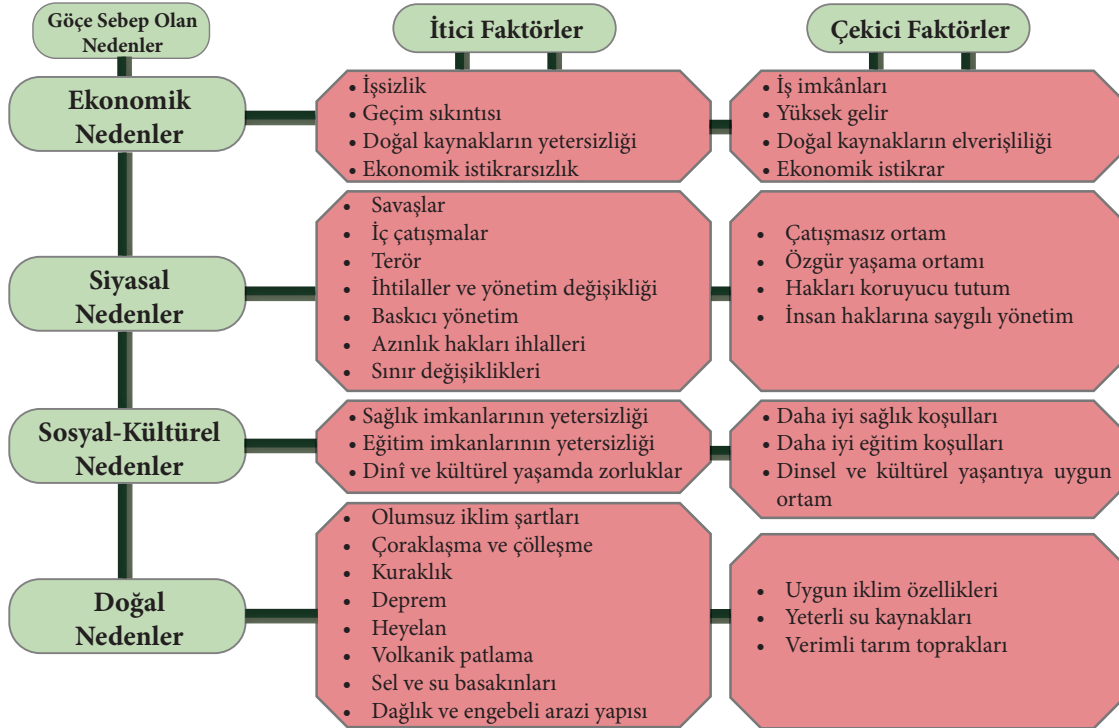 Göçe Sebep Olan
Nedenler
İtici Faktörler
Çekici Faktörler
Ekonomik
Nedenler
• İşsizlik
• Geçim sıkıntısı
• Doğal kaynakların yetersizliği
• Ekonomik istikrarsızlık
• İş imkânları
• Yüksek gelir
• Doğal kaynakların elverişliliği
• Ekonomik istikrar
Siyasal
Nedenler
• Savaşlar
• İç çatışmalar
• Terör
• İhtilaller ve yönetim değişikliği
• Baskıcı yönetim
• Azınlık hakları ihlalleri
• Sınır değişiklikleri
• Çatışmasız ortam
• Özgür yaşama ortamı
• Hakları koruyucu tutum
• İnsan haklarına saygılı yönetim
Sosyal-Kültürel
Nedenler
• Sağlık imkanlarının yetersizliği
• Eğitim imkanlarının yetersizliği
• Dinî ve kültürel yaşamda zorluklar
• Daha iyi sağlık koşulları
• Daha iyi eğitim koşulları
• Dinsel ve kültürel yaşantıya uygun
ortam
Doğal
Nedenler
• Olumsuz iklim şartları
• Çoraklaşma ve çölleşme
• Kuraklık
• Deprem
• Heyelan
• Volkanik patlama
• Sel ve su basakınları
• Dağlık ve engebeli arazi yapısı
• Uygun iklim özellikleri
• Yeterli su kaynakları
• Verimli tarım toprakları